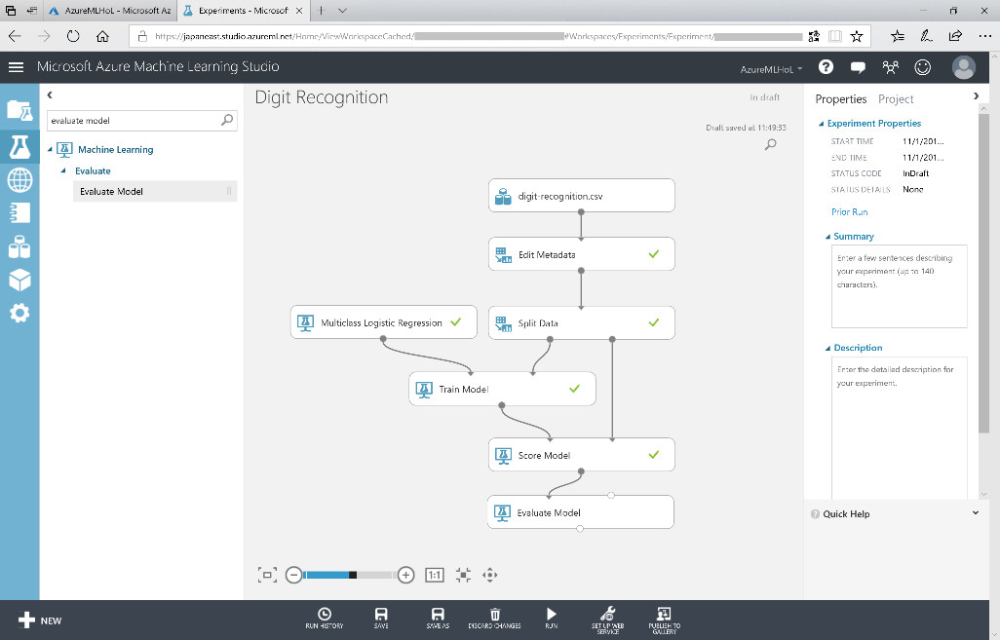 AzureMLHoL - Microsoft Az
Experiments - Microsof
https://japaneast.studio.azureml.net/Home/ViewWorkspaceCached/
#Workspaces/Experiments/Experiment/
Microsoft Azure Machine Learning Studio
AzureMLHoL
evaluate model
Machine Learning
Evaluate
Evaluate Model
Digit Recognition
In draft
Draft saved at 11:49:33
digit-recognition.csv
Edit Metadata
Multiclass Logistic Regression
Split Data
Train Model
Score Model
Evaluate Model
1:1
Properties Project
Experiment Properties
START TIME 11/1/201...
END TIME 11/1/201...
STATUS CODE InDraft
STATUS DETAILS None
Prior Run
Summary
Enter a few sentences describing
your experiment (up to 140
characters).
Description
Enter the detailed description for
your experiment.
Quick Help
NEW
RUN HISTORY
SAVE
SAVE AS
DISCARD CHANGES
RUN
SET UP WEB
SERVICE
PUBLISH TO
GALLERY